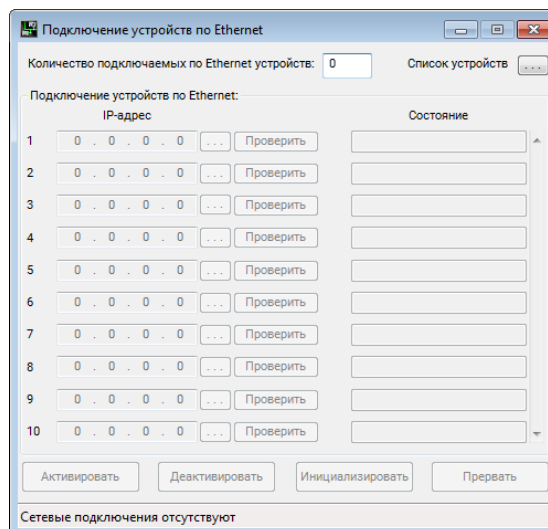 Подключение устройств по Ethernet
Количество подключаемых по Ethernet устройств: 0 Список устройств ...
Подключение устройств по Ethernet:
IP-адрес Состояние
1 0 . 0 . 0 . 0 ... Проверить
2 0 . 0 . 0 . 0 ... Проверить
3 0 . 0 . 0 . 0 ... Проверить
4 0 . 0 . 0 . 0 ... Проверить
5 0 . 0 . 0 . 0 ... Проверить
6 0 . 0 . 0 . 0 ... Проверить
7 0 . 0 . 0 . 0 ... Проверить
8 0 . 0 . 0 . 0 ... Проверить
9 0 . 0 . 0 . 0 ... Проверить
10 0 . 0 . 0 . 0 ... Проверить
Активировать Деактивировать Инициализировать Прервать
Сетевые подключения отсутствуют